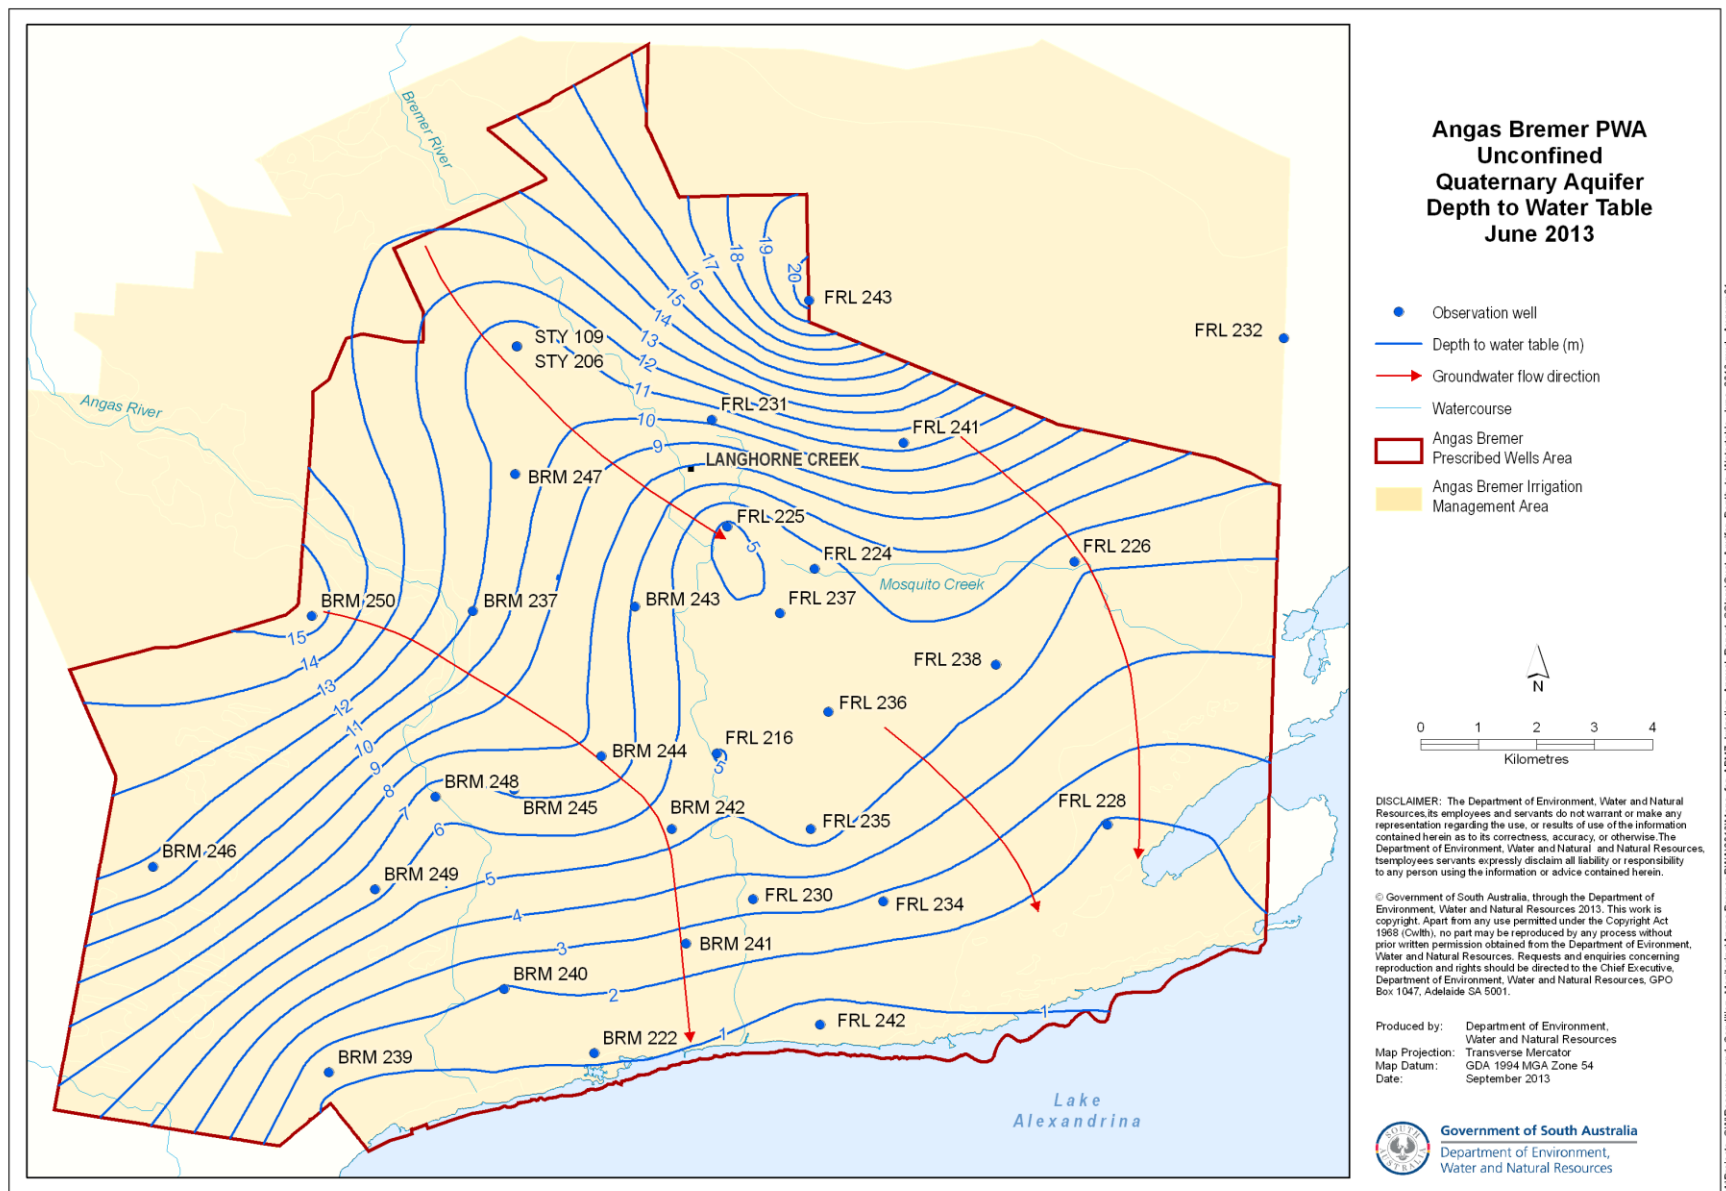 Angas Bremer PWA
Unconfined
Quaternary Aquifer
Depth to Water Table
June 2013
Observation well
Depth to water table (m)
Groundwater flow direction
Watercourse
Angas Bremer
Prescribed Wells Area
Angas Bremer Irrigation
Management Area
N
0 1 2 3 4
Kilometres
DISCLAIMER: The Department of Environment, Water and Natural
Resources,its employees and servants do not warrant or make any
representation regarding the use, or results of use of the information
contained herein as to its correctness, accuracy, or otherwise.The
Department of Environment, Water and Natural and Natural Resources,
tsemployees servants expressly disclaim all liability or responsibility
to any person using the information or advice contained herein.
© Government of South Australia, through the Department of
Environment, Water and Natural Resources 2013. This work is
copyright. Apart from any use permitted under the Copyright Act
1968 (Cwlth), no part may be reproduced by any process without
prior written permission obtained from the Department of Evironment,
Water and Natural Resources. Requests and enquiries concerning
reproduction and rights should be directed to the Chief Executive,
Department of Environment, Water and Natural Resources, GPO
Box 1047, Adelaide SA 5001.
Produced by: Department of Environment,
Water and Natural Resources
Map Projection: Transverse Mercator
Map Datum: GDA 1994 MGA Zone 54
Date: September 2013
SOUTH AUSTRALIA
Government of South Australia
Department of Environment,
Water and Natural Resources
Bremer River
Angas River
Mosquito Creek
Lake
Alexandrina
LANGHORNE CREEK
FRL 243
FRL 232
STY 109
STY 206
FRL 231
FRL 241
BRM 247
FRL 225
FRL 224
FRL 226
BRM 250
BRM 237
BRM 243
FRL 237
FRL 238
FRL 236
FRL 216
BRM 244
BRM 248
BRM 245
BRM 242
FRL 235
FRL 228
BRM 246
BRM 249
FRL 230
FRL 234
BRM 241
BRM 240
FRL 242
BRM 222
BRM 239
20
19
18
17
16
15
14
13
12
11
10
9
5
15
14
13
12
11
10
9
8
7
6
5
4
3
2
1
5
1